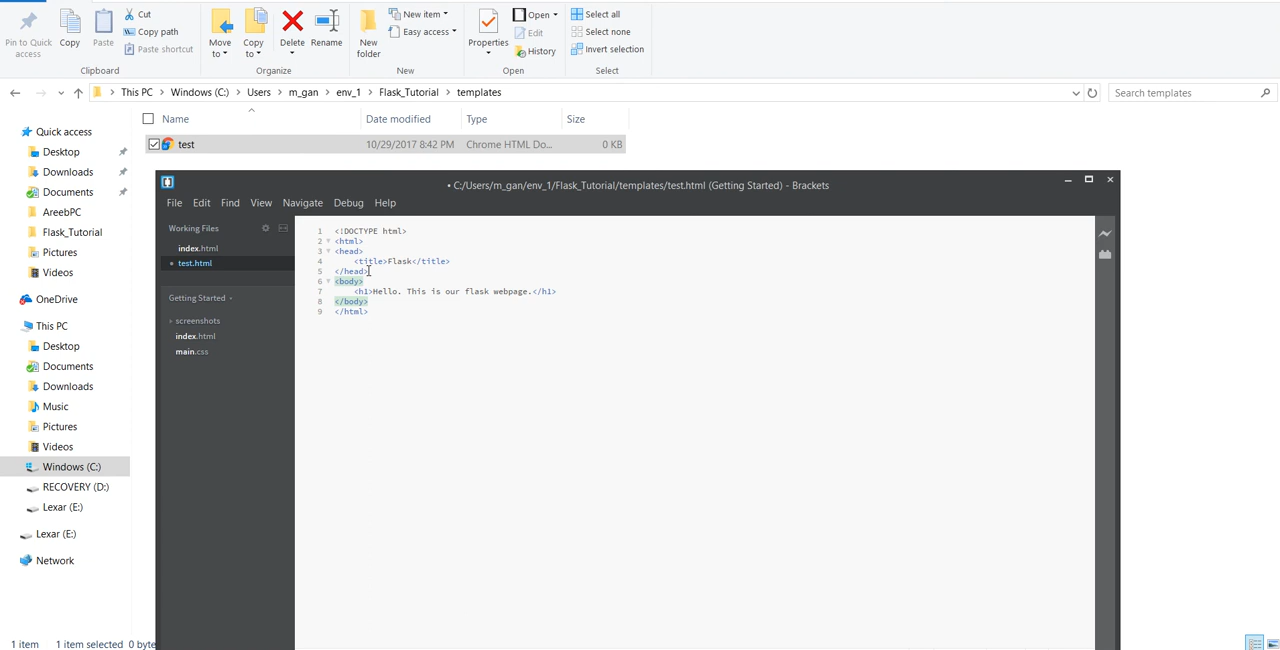 Pin to Quick access
Copy
Paste
Cut
Copy path
Paste shortcut
Clipboard
Move to
Copy to
Delete
Rename
Organize
New folder
New item
Easy access
New
Properties
Open
Edit
History
Open
Select all
Select none
Invert selection
Select
This PC > Windows (C:) > Users > m_gan > env_1 > Flask_Tutorial > templates
Search templates
Name Date modified Type Size
test 10/29/2017 8:42 PM Chrome HTML Do... 0 KB
Quick access
Desktop
Downloads
Documents
AreebPC
Flask_Tutorial
Pictures
Videos
OneDrive
This PC
Desktop
Documents
Downloads
Music
Pictures
Videos
Windows (C:)
RECOVERY (D:)
Lexar (E:)
Lexar (E:)
Network
1 item 1 item selected 0 byte
• C:/Users/m_gan/env_1/Flask_Tutorial/templates/test.html (Getting Started) - Brackets
File Edit Find View Navigate Debug Help
Working Files
index.html
• test.html
Getting Started
screenshots
index.html
main.css
1 <!DOCTYPE html>
2 <html>
3 <head>
4 <title>Flask</title>
5 </head>
6 <body>
7 <h1>Hello. This is our flask webpage.</h1>
8 </body>
9 </html>